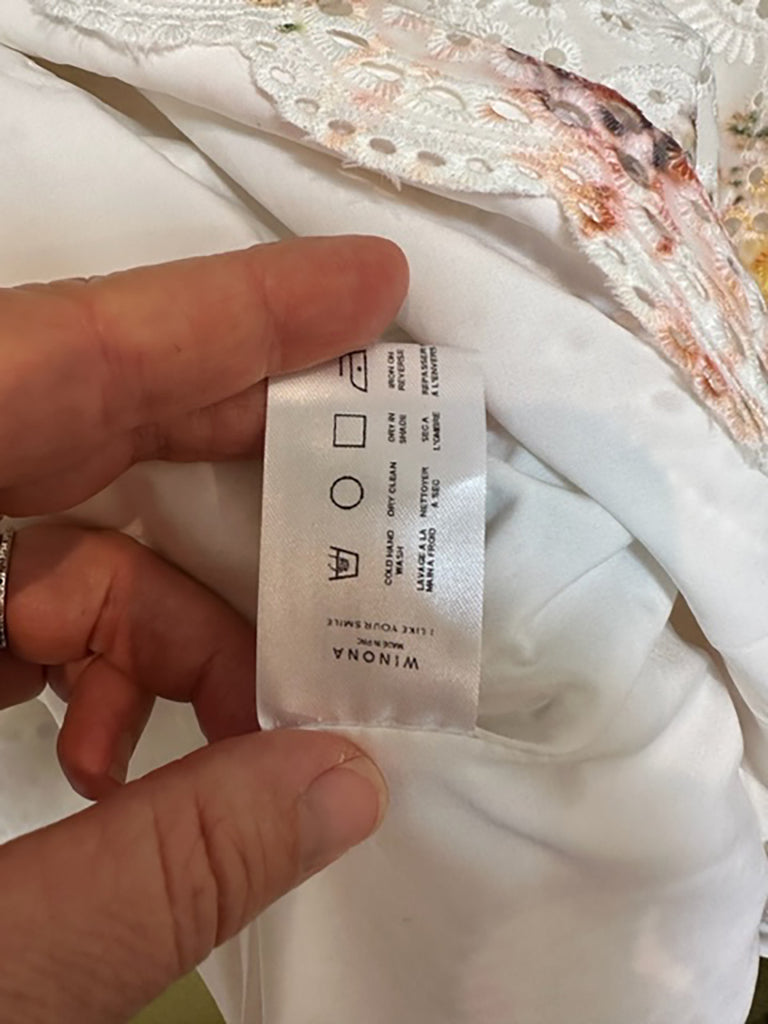 WINONA
MADE IN PRC
I LIKE YOUR SMILE
COLD HAND
WASH
LAVAGE A LA
MAIN A FROID
DRY CLEAN
NETTOYER
A SEC
DRY IN
SHADE
SEC A
L'OMBRE
IRON ON
REVERSE
REPASSER
A L'ENVERS